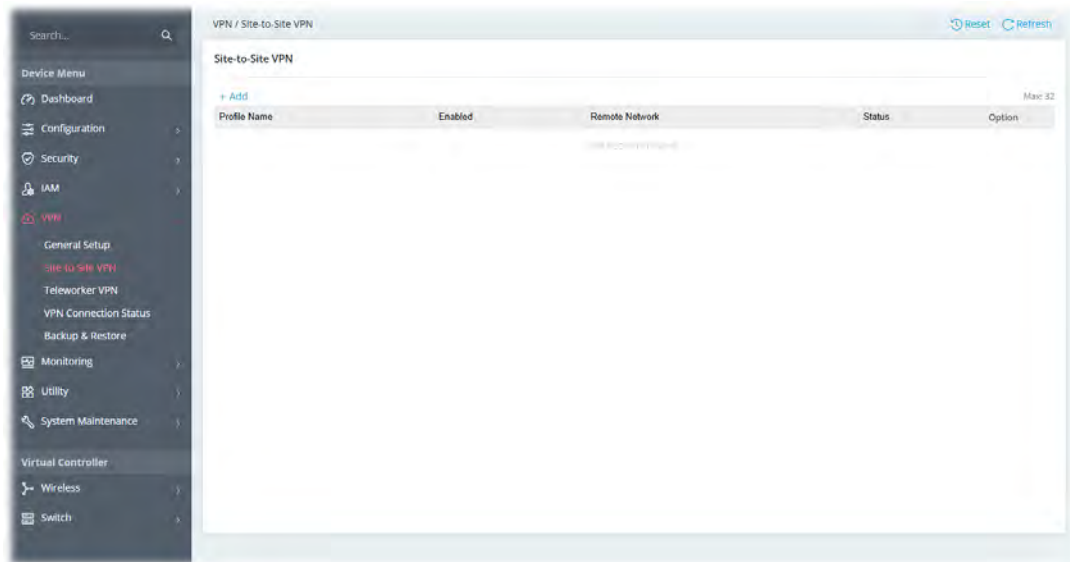 Search...
Device Menu
Dashboard
Configuration
Security
IAM
VPN
General Setup
Site-to-Site VPN
Teleworker VPN
VPN Connection Status
Backup & Restore
Monitoring
Utility
System Maintenance
Virtual Controller
Wireless
Switch
VPN / Site-to-Site VPN
Reset
Refresh
Site-to-Site VPN
+ Add
Max: 32
Profile Name Enabled Remote Network Status Option